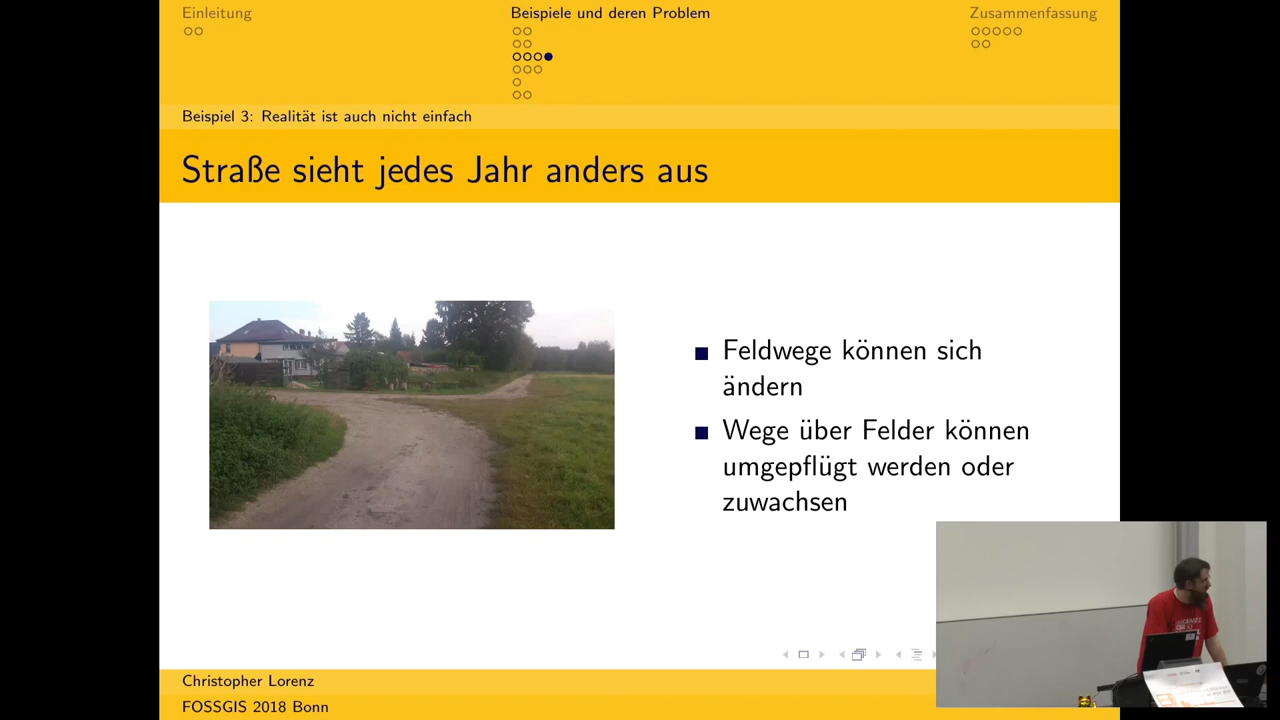 Einleitung
Beispiele und deren Problem
Zusammenfassung
Beispiel 3: Realität ist auch nicht einfach
Straße sieht jedes Jahr anders aus
Feldwege können sich
ändern
Wege über Felder können
umgepflügt werden oder
zuwachsen
Christopher Lorenz
FOSSGIS 2018 Bonn